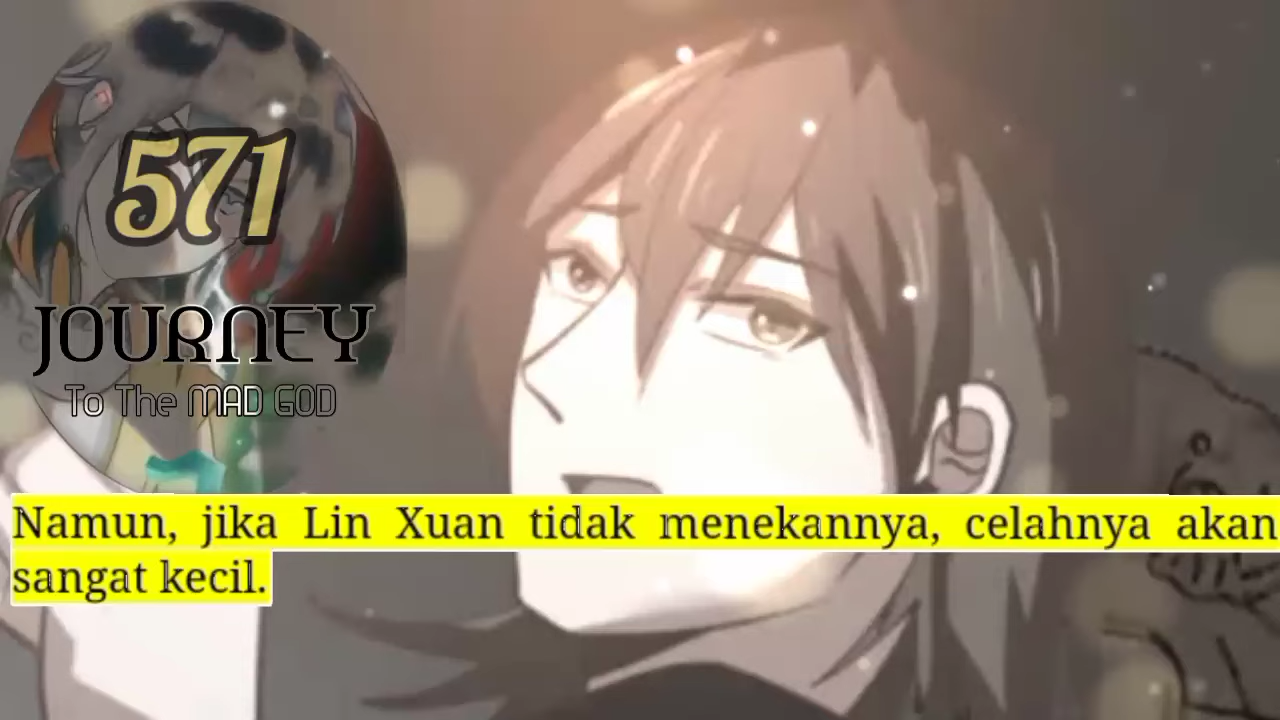 571
JOURNEY
To The MAD GOD
Namun, jika Lin Xuan tidak menekannya, celahnya akan
sangat kecil.